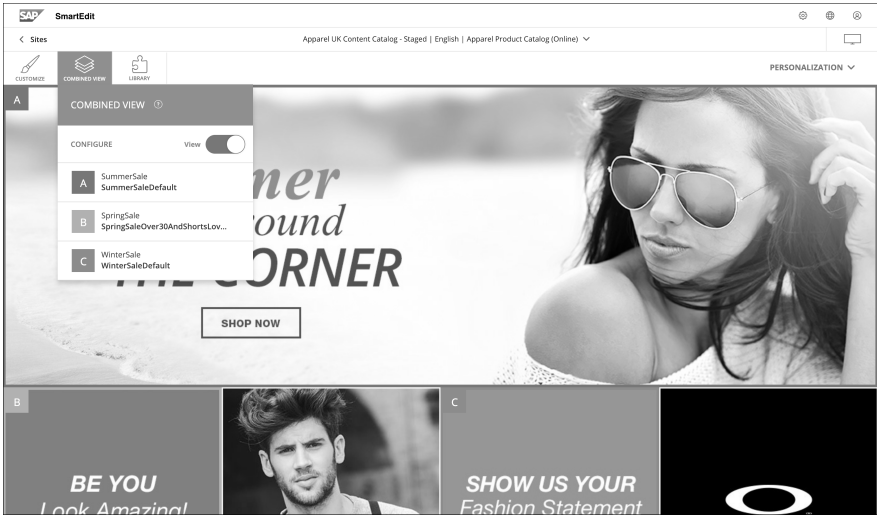 SAP SmartEdit
Sites
Apparel UK Content Catalog - Staged | English | Apparel Product Catalog (Online)
CUSTOMIZE
COMBINED VIEW
LIBRARY
PERSONALIZATION
A
COMBINED VIEW ?
CONFIGURE View
A SummerSale
SummerSaleDefault
B SpringSale
SpringSaleOver30AndShortsLov...
C WinterSale
WinterSaleDefault
CORNER
SHOP NOW
B
BE YOU
Look Amazing!
C
SHOW US YOUR
Fashion Statement